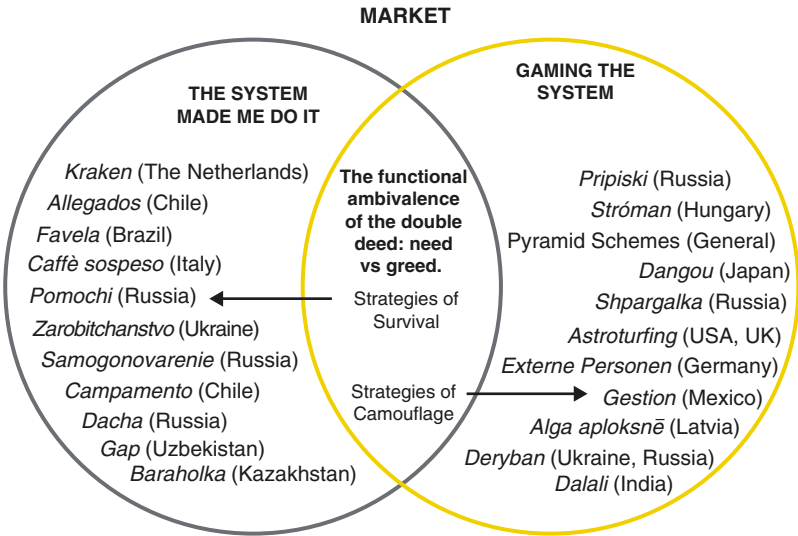 MARKET
THE SYSTEM
MADE ME DO IT
Kraken (The Netherlands)
Allegados (Chile)
Favela (Brazil)
Caffè sospeso (Italy)
Pomochi (Russia)
Zarobitchanstvo (Ukraine)
Samogonovarenie (Russia)
Campamento (Chile)
Dacha (Russia)
Gap (Uzbekistan)
Baraholka (Kazakhstan)
The functional
ambivalence
of the double
deed: need
vs greed.
Strategies of
Survival
Strategies of
Camouflage
GAMING THE
SYSTEM
Pripiski (Russia)
Stróman (Hungary)
Pyramid Schemes (General)
Dangou (Japan)
Shpargalka (Russia)
Astroturfing (USA, UK)
Externe Personen (Germany)
Gestion (Mexico)
Alga aploksnē (Latvia)
Deryban (Ukraine, Russia)
Dalali (India)